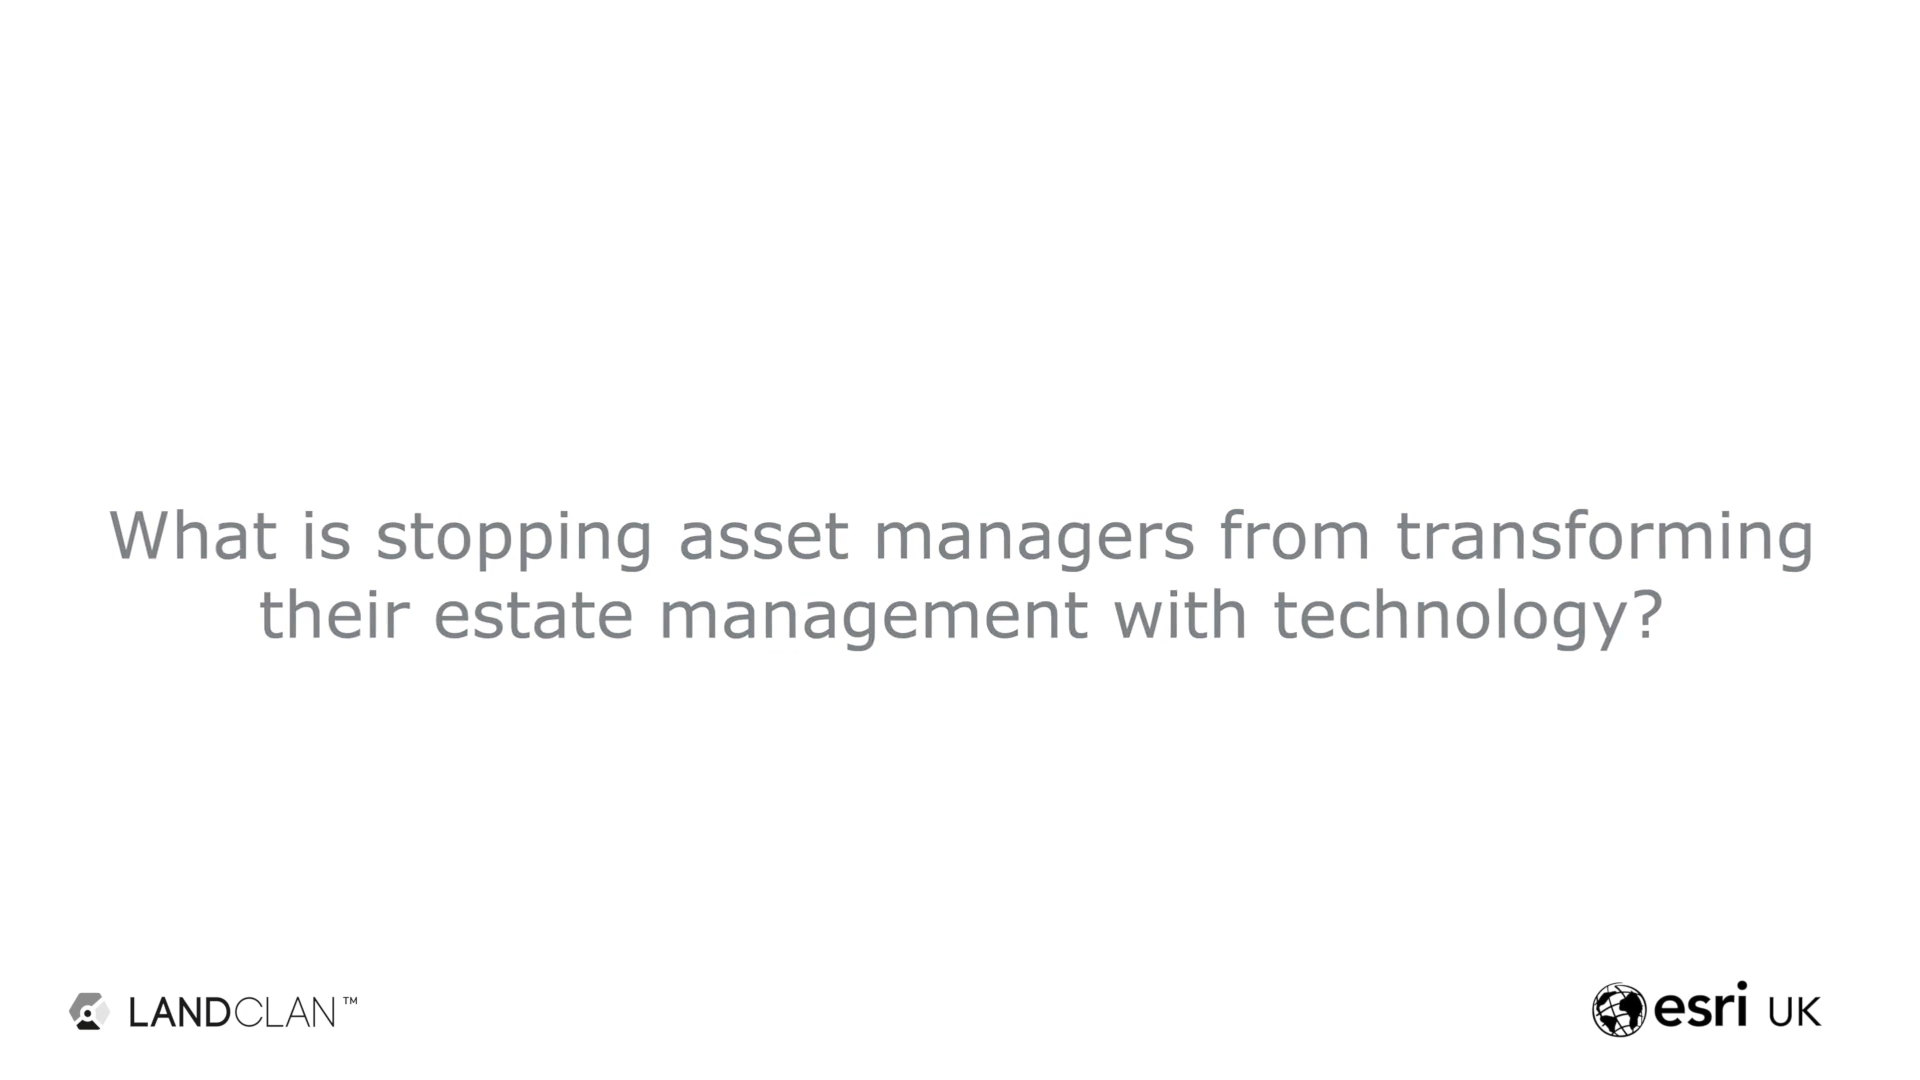 What is stopping asset managers from transforming
their estate management with technology?
LANDCLAN™
esri UK